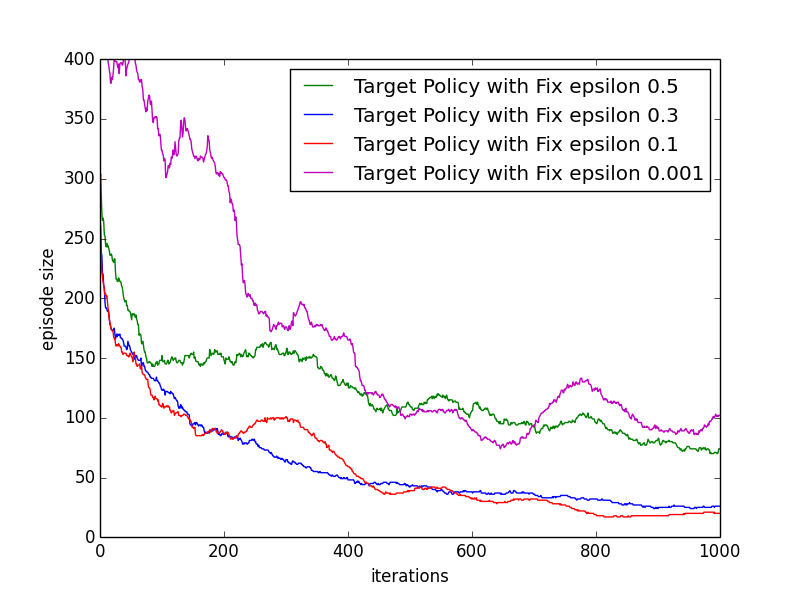 400
350
300
250
200
150
100
50
0
episode size
Target Policy with Fix epsilon 0.5
Target Policy with Fix epsilon 0.3
Target Policy with Fix epsilon 0.1
Target Policy with Fix epsilon 0.001
0 200 400 600 800 1000
iterations